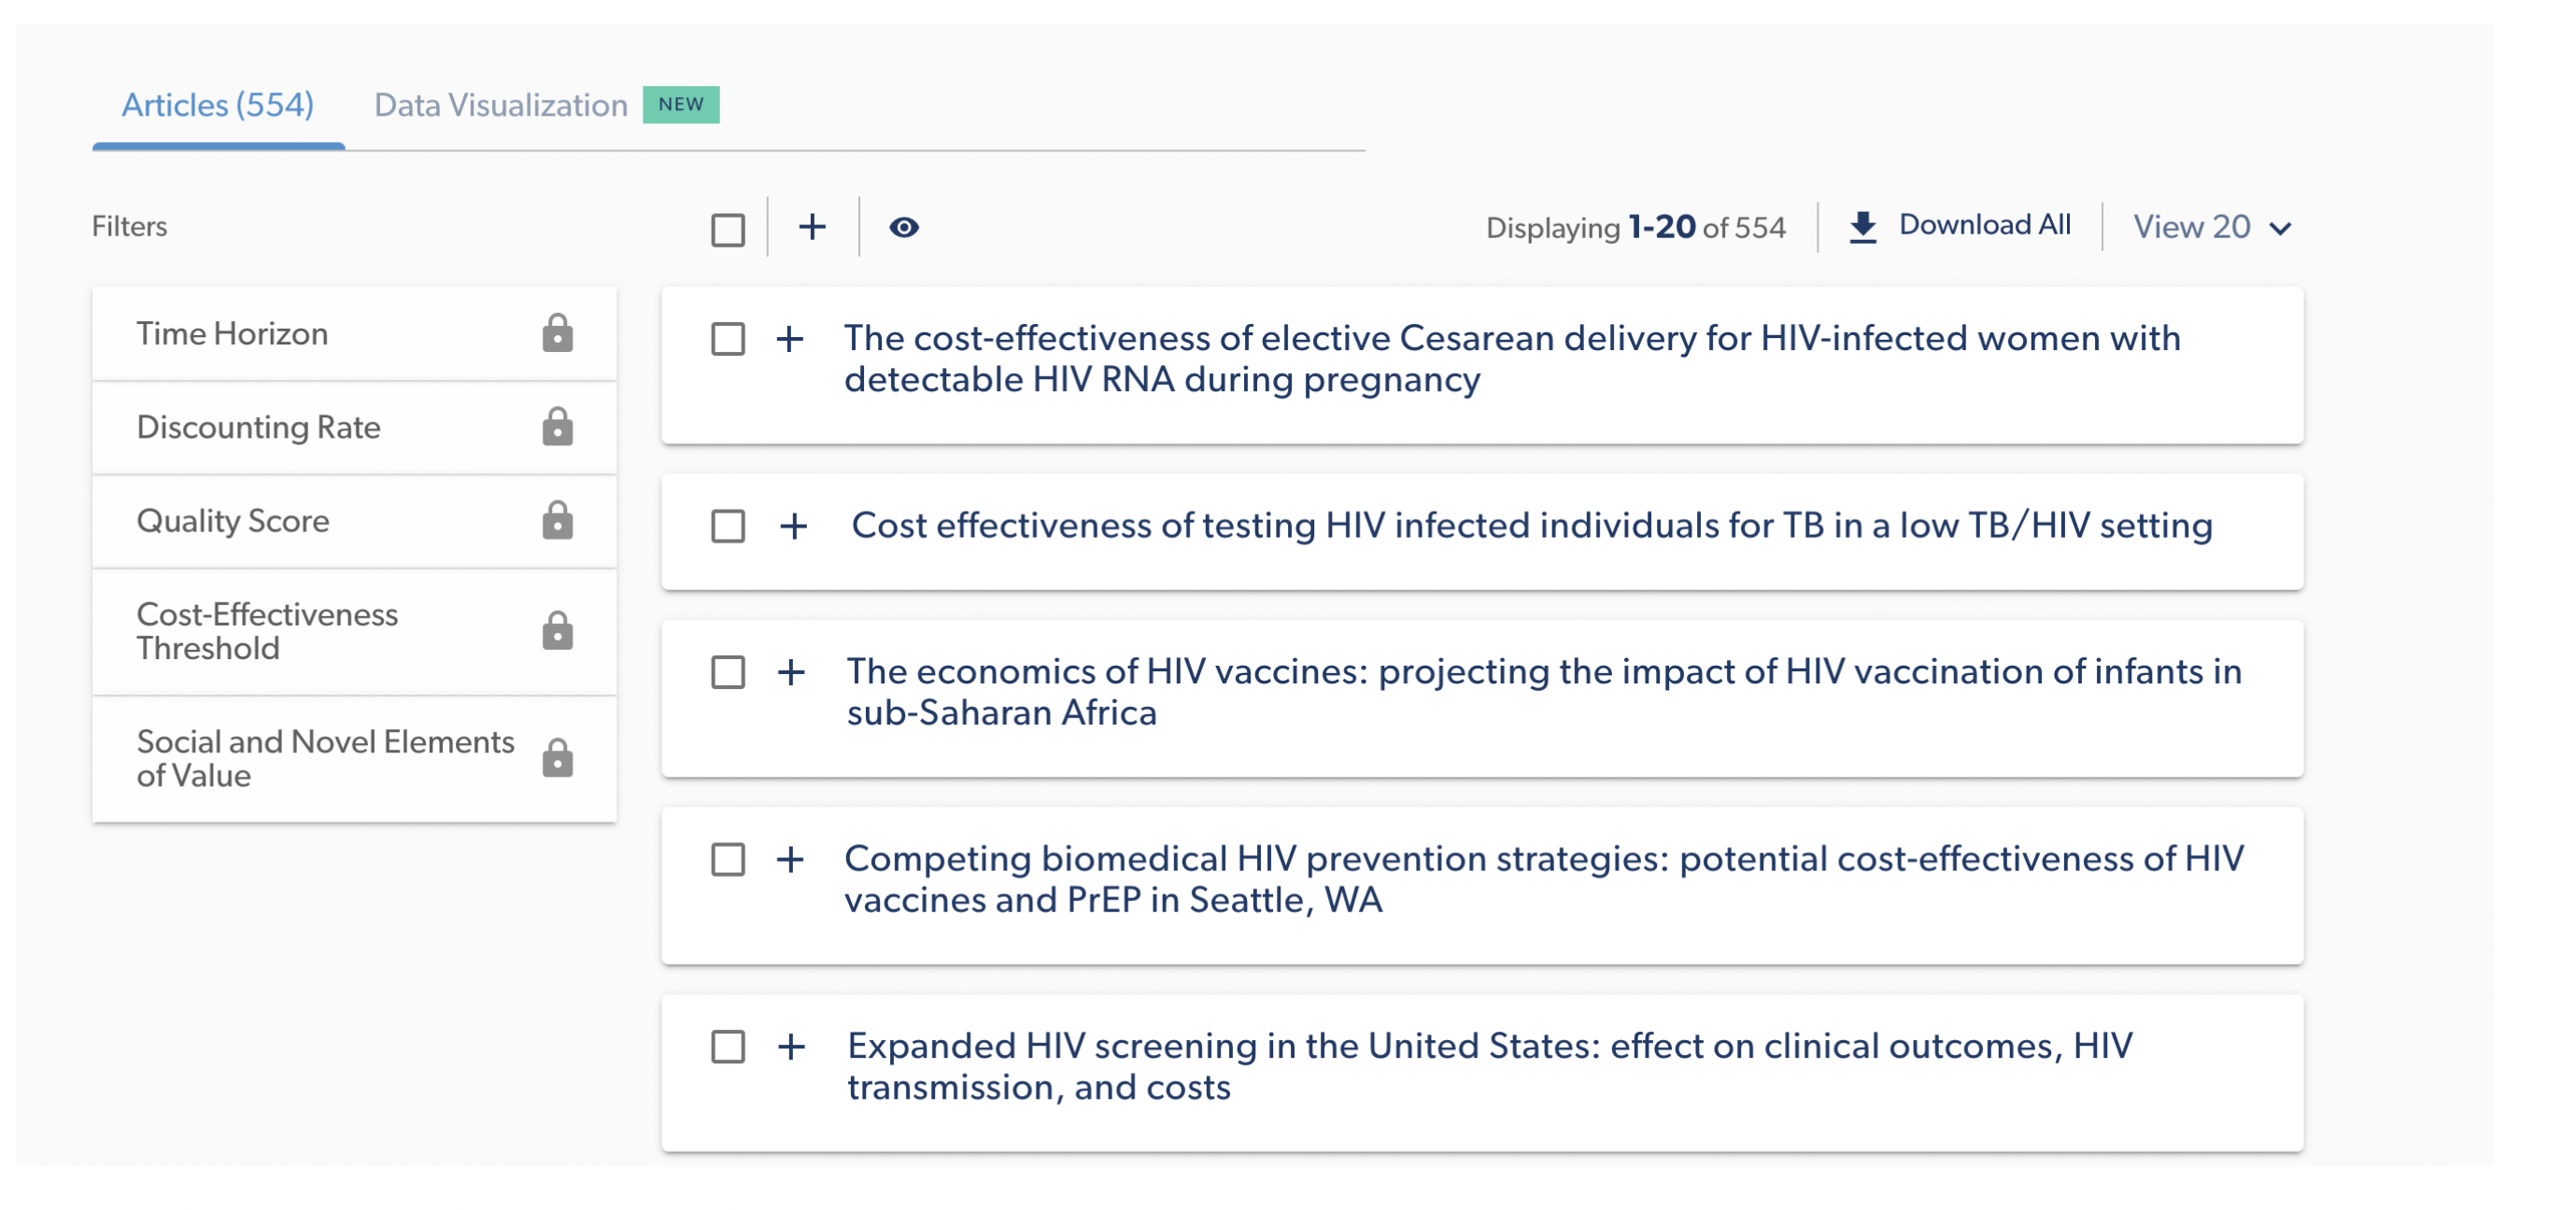 Articles (554) Data Visualization NEW
Filters
Displaying 1-20 of 554 Download All View 20
Time Horizon
Discounting Rate
Quality Score
Cost-Effectiveness
Threshold
Social and Novel Elements
of Value
The cost-effectiveness of elective Cesarean delivery for HIV-infected women with
detectable HIV RNA during pregnancy
Cost effectiveness of testing HIV infected individuals for TB in a low TB/HIV setting
The economics of HIV vaccines: projecting the impact of HIV vaccination of infants in
sub-Saharan Africa
Competing biomedical HIV prevention strategies: potential cost-effectiveness of HIV
vaccines and PrEP in Seattle, WA
Expanded HIV screening in the United States: effect on clinical outcomes, HIV
transmission, and costs